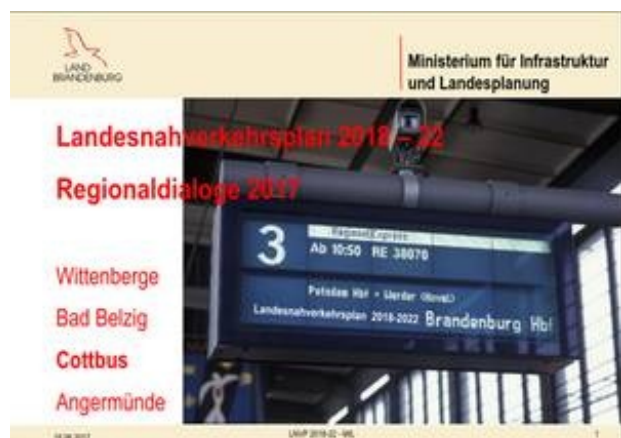 LAND
BRANDENBURG
Ministerium für Infrastruktur
und Landesplanung
Landesnahverkehrsplan 2018 – 22
Regionaldialoge 2017
3
RegionalExpress
Ab 10:50 RE 38070
Potsdam Hbf - Werder (Havel)
Landesnahverkehrsplan 2018-2022 Brandenburg Hbf
Wittenberge
Bad Belzig
Cottbus
Angermünde
LNVP 2018-22 - MIL
1